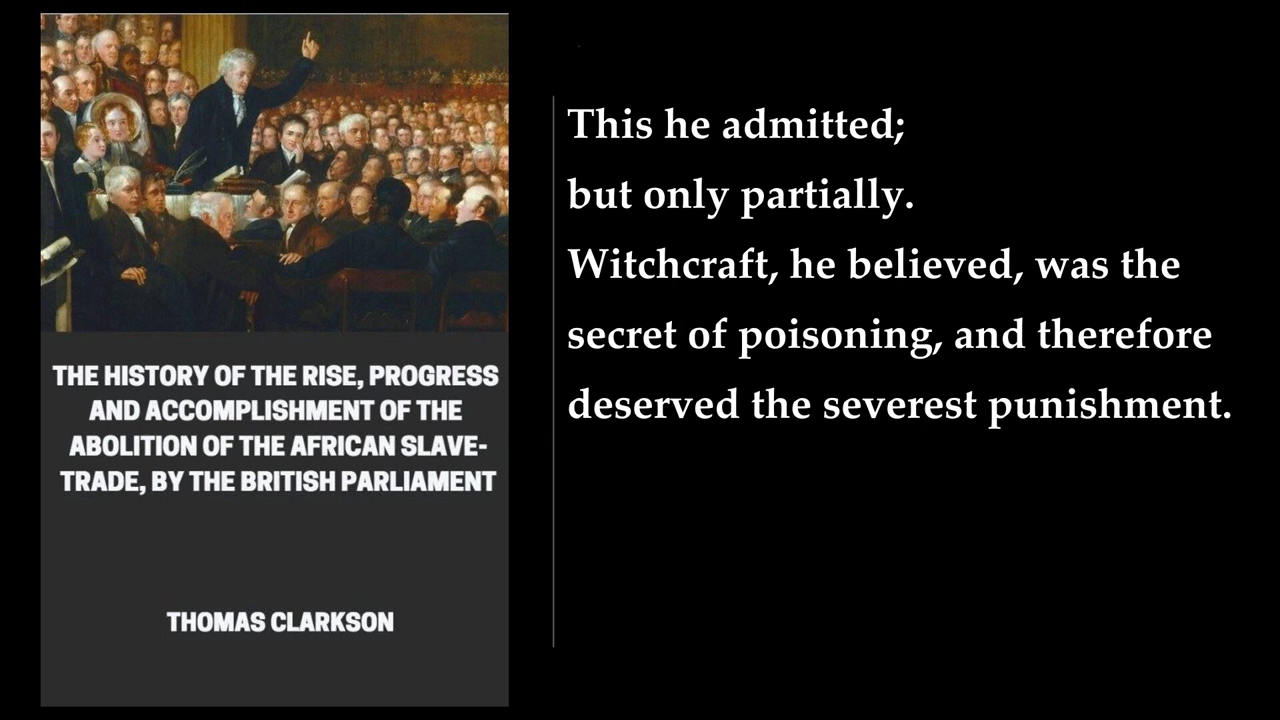 THE HISTORY OF THE RISE, PROGRESS
AND ACCOMPLISHMENT OF THE
ABOLITION OF THE AFRICAN SLAVE-
TRADE, BY THE BRITISH PARLIAMENT
THOMAS CLARKSON
This he admitted;
but only partially.
Witchcraft, he believed, was the
secret of poisoning, and therefore
deserved the severest punishment.